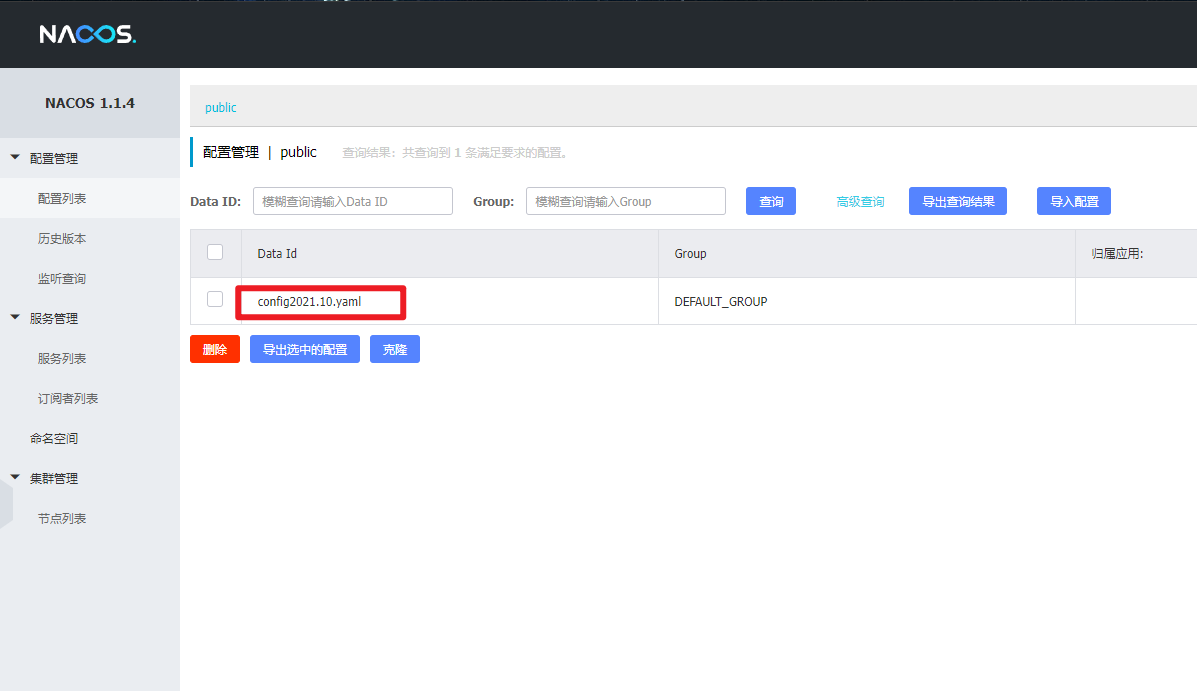 NACOS.
NACOS 1.1.4
配置管理
配置列表
历史版本
监听查询
服务管理
服务列表
订阅者列表
命名空间
集群管理
节点列表
public
配置管理 | public 查询结果：共查询到 1 条满足要求的配置。
Data ID: 模糊查询请输入Data ID Group: 模糊查询请输入Group 查询 高级查询 导出查询结果 导入配置
Data Id Group 归属应用:
config2021.10.yaml DEFAULT_GROUP
删除 导出选中的配置 克隆